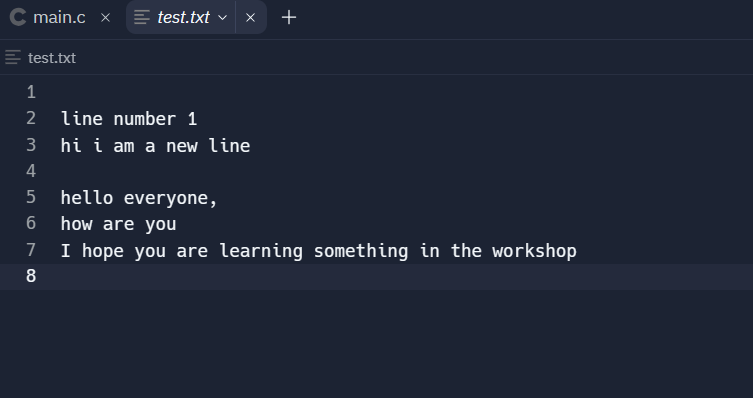 main.c
test.txt
test.txt
1
2 line number 1
3 hi i am a new line
4
5 hello everyone,
6 how are you
7 I hope you are learning something in the workshop
8